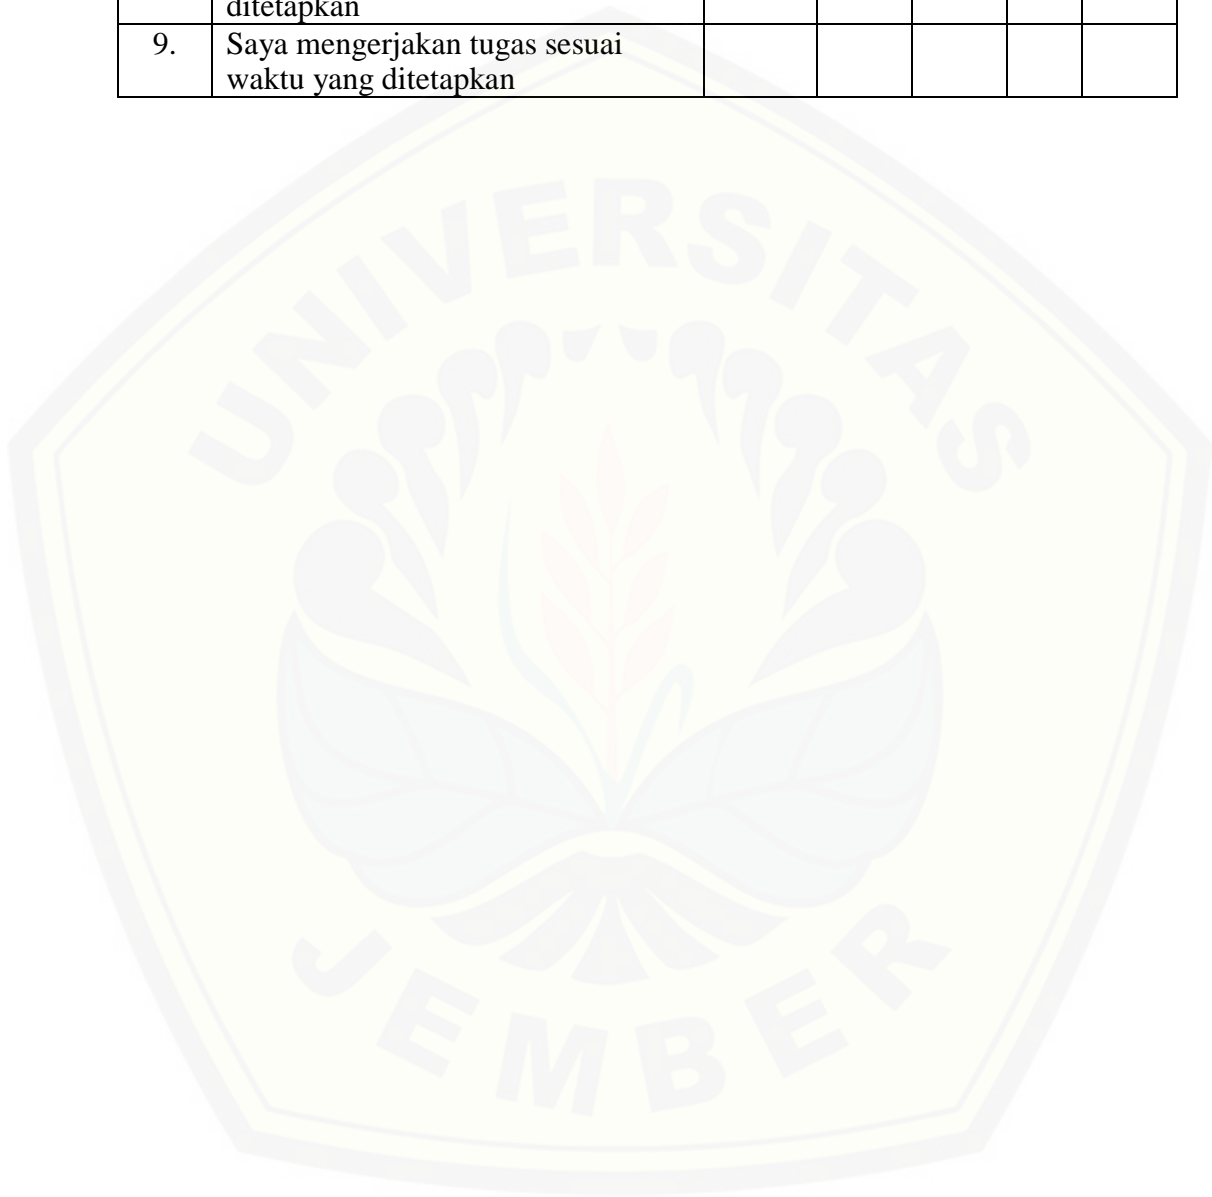 ditetapkan
9. Saya mengerjakan tugas sesuai
waktu yang ditetapkan
UNIVERSITAS
JEMBER